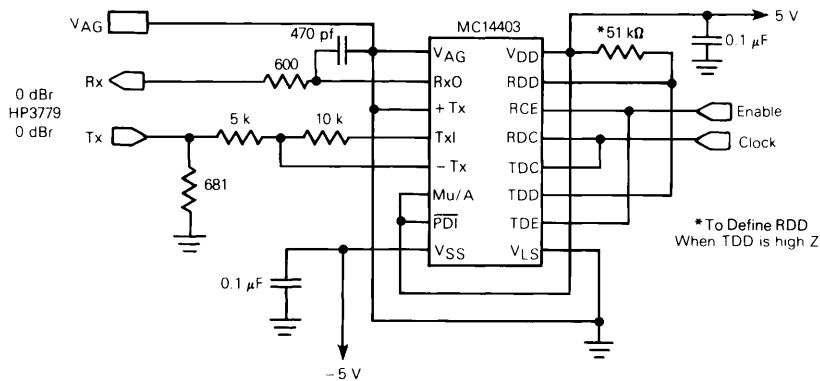 VAG
470 pf
MC14403
*51 kΩ
5 V
0.1 μF
Rx
600
0 dBr
HP3779
0 dBr
Tx
5 k
10 k
681
VAG
RxO
+ Tx
TxI
– Tx
Mu/A
PDI
VSS
VDD
RDD
RCE
RDC
TDC
TDD
TDE
VLS
Enable
Clock
*To Define RDD
When TDD is high Z
0.1 μF
–5 V